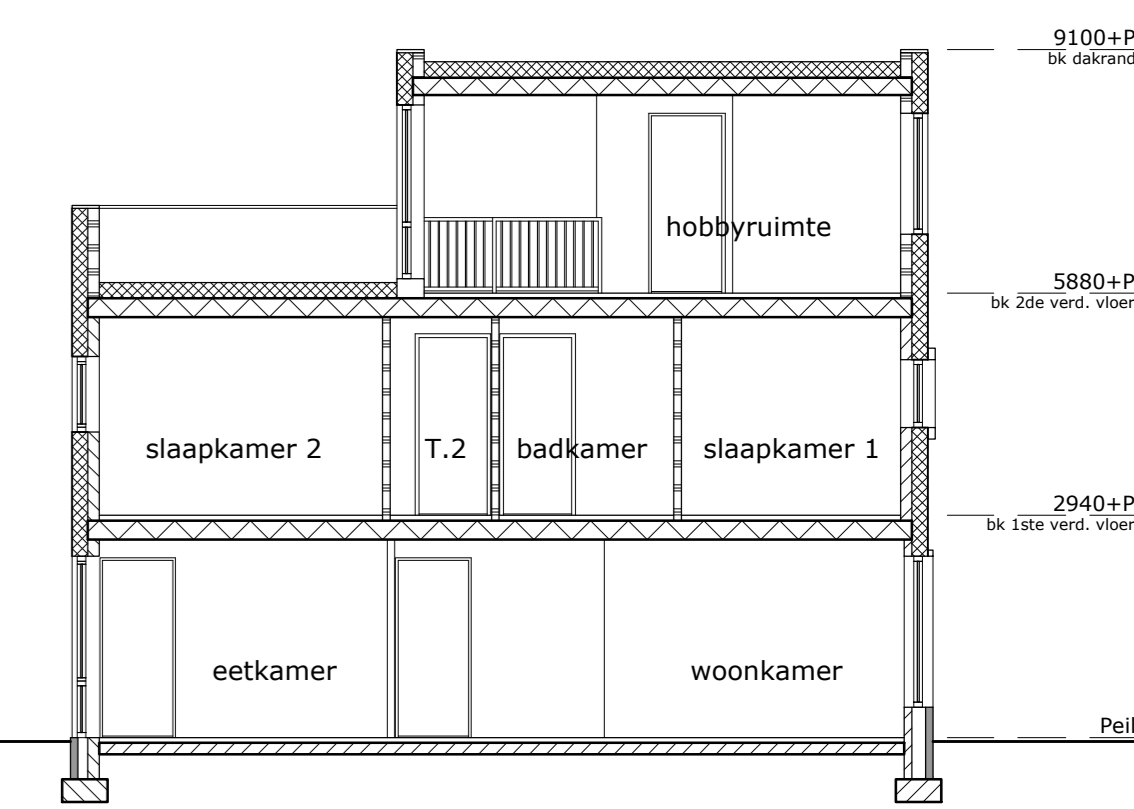 9100+P
bk dakrand
hobbyruimte
5880+P
bk 2de verd. vloer
slaapkamer 2
T.2
badkamer
slaapkamer 1
2940+P
bk 1ste verd. vloer
eetkamer
woonkamer
Peil